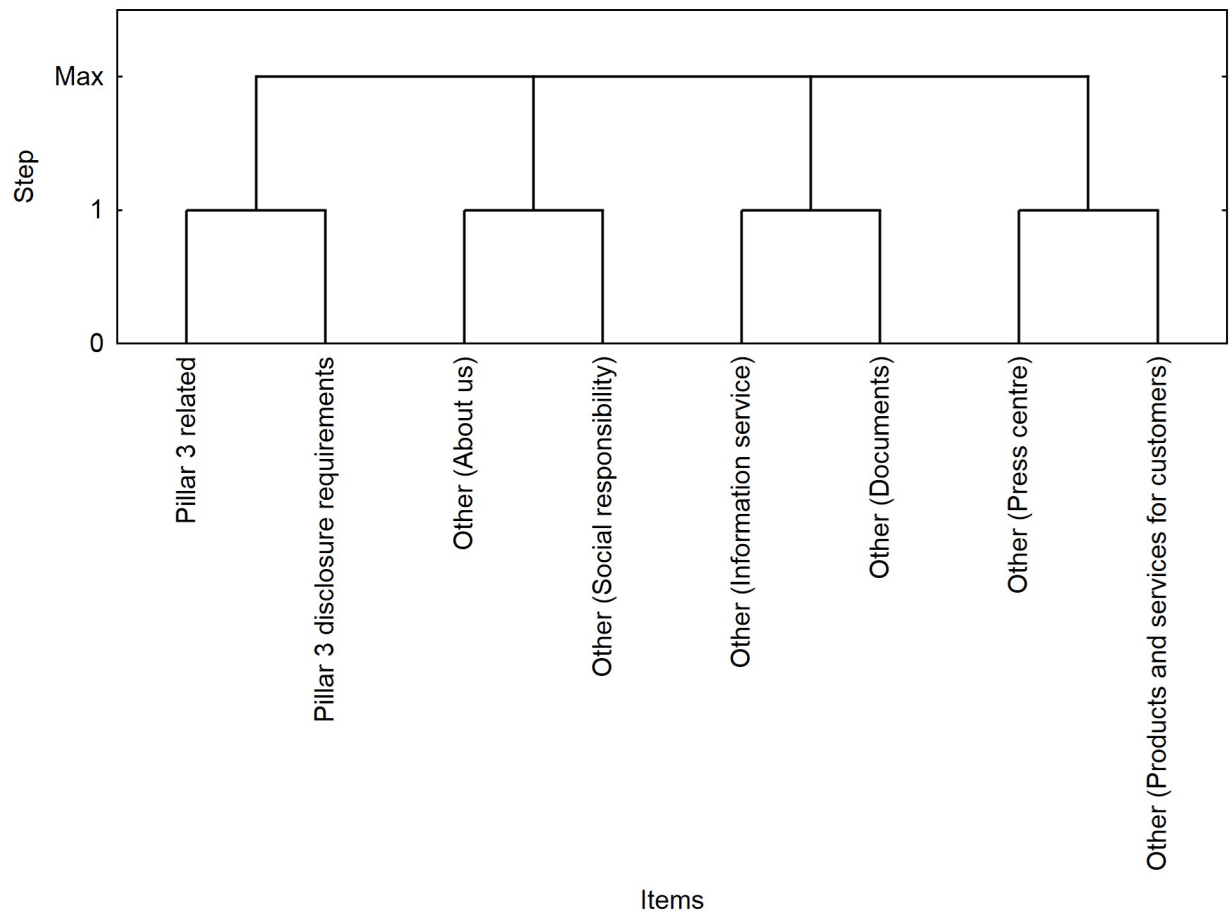 Max
Step
1
0
Pillar 3 related
Pillar 3 disclosure requirements
Other (About us)
Other (Social responsibility)
Other (Information service)
Other (Documents)
Other (Press centre)
Other (Products and services for customers)
Items